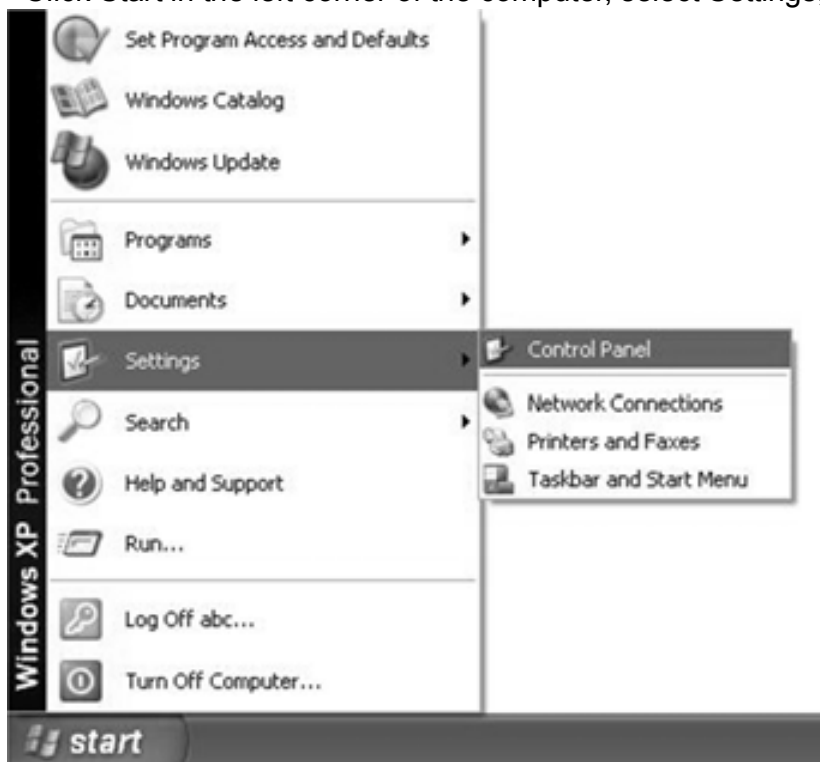 Click Start in the left corner of the computer, select Settings,
Set Program Access and Defaults
Windows Catalog
Windows Update
Programs
Documents
Settings
Control Panel
Network Connections
Printers and Faxes
Taskbar and Start Menu
Search
Help and Support
Run...
Log Off abc...
Turn Off Computer...
Windows XP Professional
start